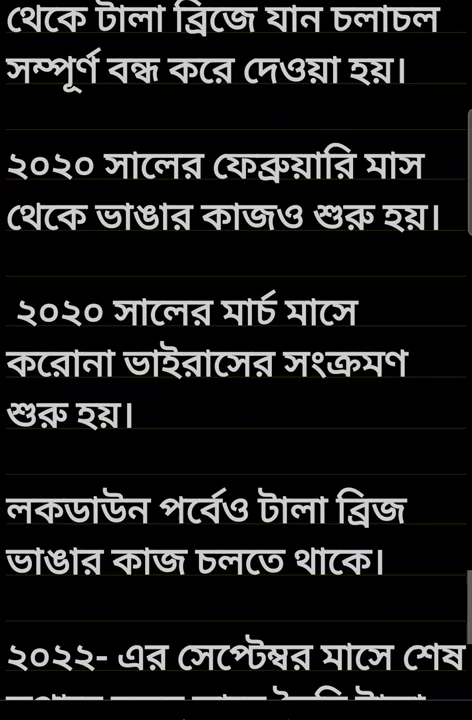 থেকে টালা ব্রিজে যান চলাচল
সম্পূর্ণ বন্ধ করে দেওয়া হয়।
২০২০ সালের ফেব্রুয়ারি মাস
থেকে ভাঙার কাজও শুরু হয়।
২০২০ সালের মার্চ মাসে
করোনা ভাইরাসের সংক্রমণ
শুরু হয়।
লকডাউন পর্বেও টালা ব্রিজ
ভাঙার কাজ চলতে থাকে।
২০২২- এর সেপ্টেম্বর মাসে শেষ